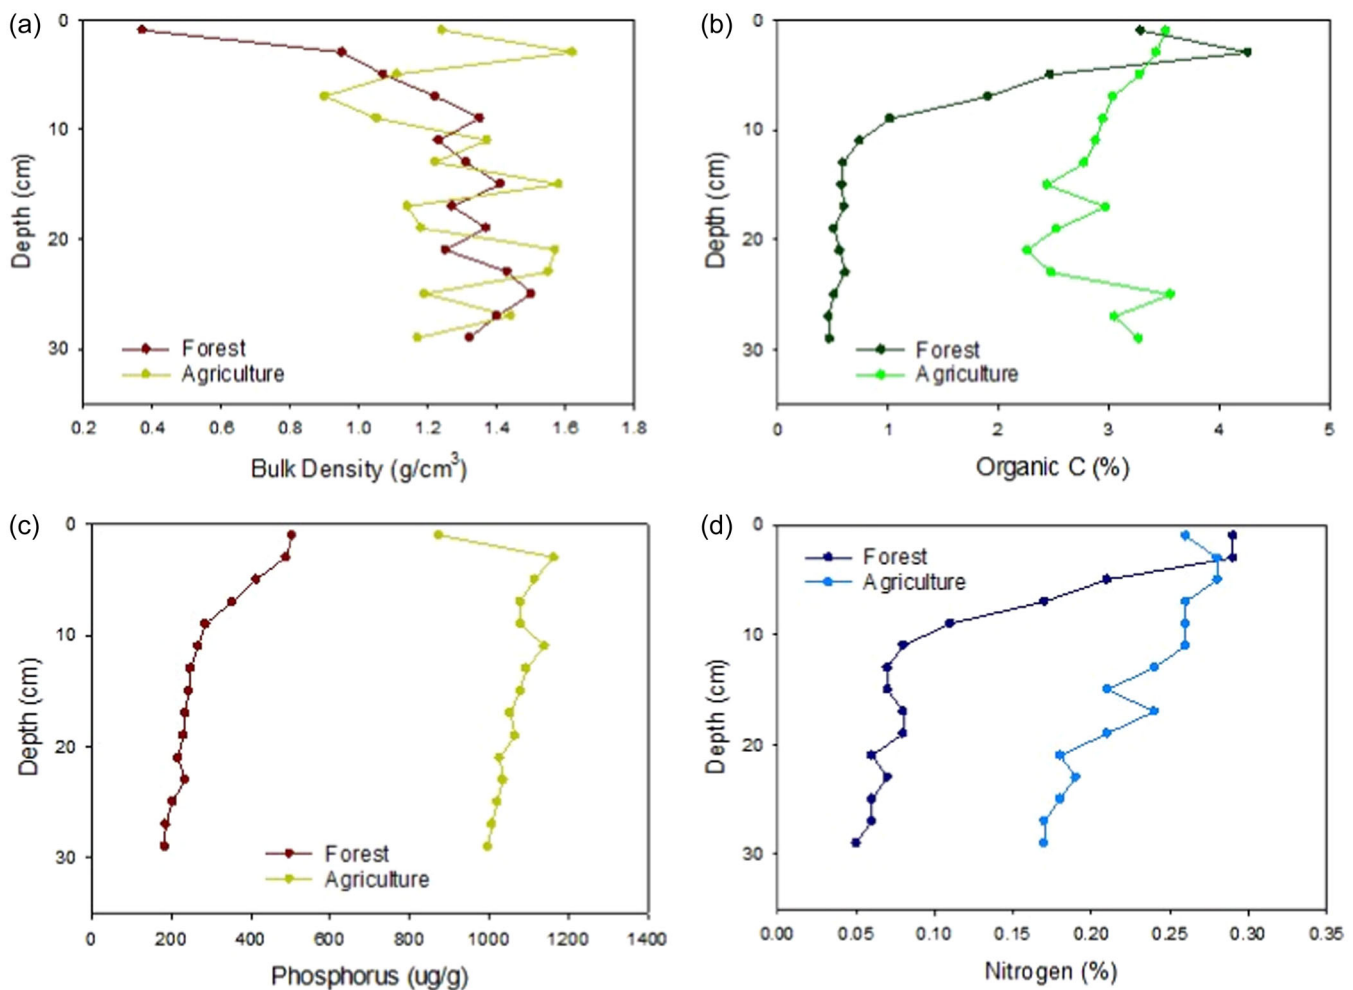 (a)
0
10
20
30
Depth (cm)
Forest
Agriculture
0.2 0.4 0.6 0.8 1.0 1.2 1.4 1.6 1.8
Bulk Density (g/cm³)
(b)
0
10
20
30
Depth (cm)
Forest
Agriculture
0 1 2 3 4 5
Organic C (%)
(c)
0
10
20
30
Depth (cm)
Forest
Agriculture
0 200 400 600 800 1000 1200 1400
Phosphorus (ug/g)
(d)
0
10
20
30
Depth (cm)
Forest
Agriculture
0.00 0.05 0.10 0.15 0.20 0.25 0.30 0.35
Nitrogen (%)